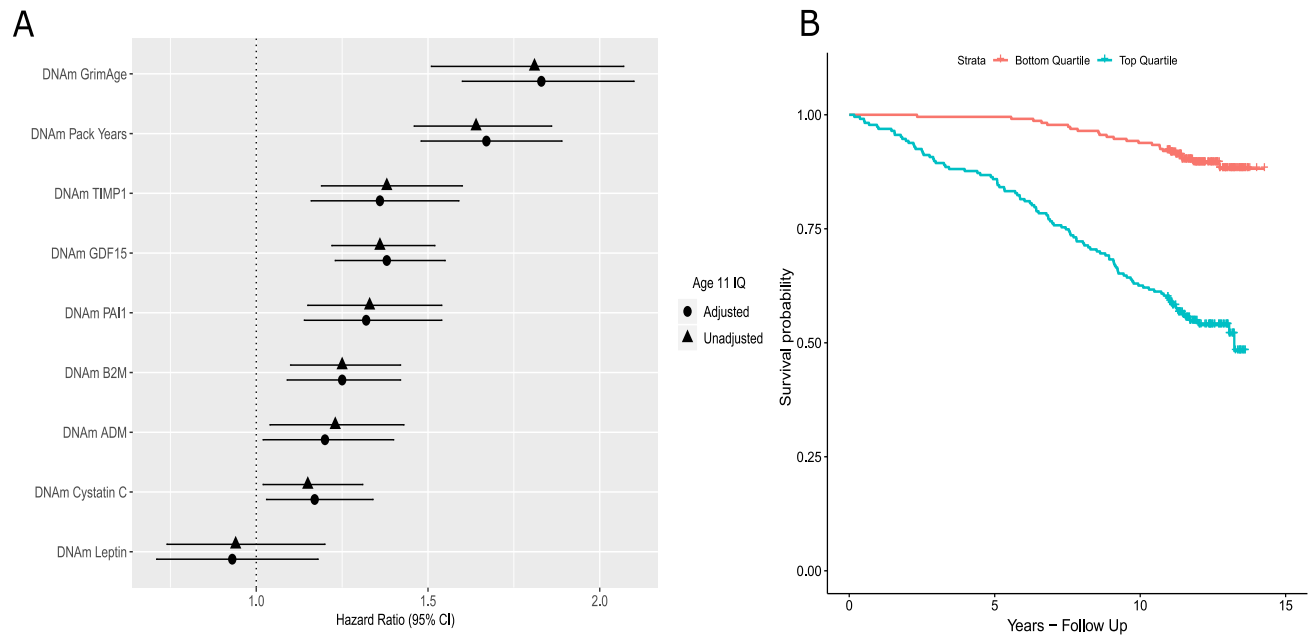 A
DNAm GrimAge
DNAm Pack Years
DNAm TIMP1
DNAm GDF15
DNAm PAI1
DNAm B2M
DNAm ADM
DNAm Cystatin C
DNAm Leptin
1.0 1.5 2.0
Hazard Ratio (95% CI)
Age 11 IQ
Adjusted
Unadjusted
B
Strata Bottom Quartile Top Quartile
1.00
0.75
0.50
0.25
0.00
Survival probability
0 5 10 15
Years − Follow Up